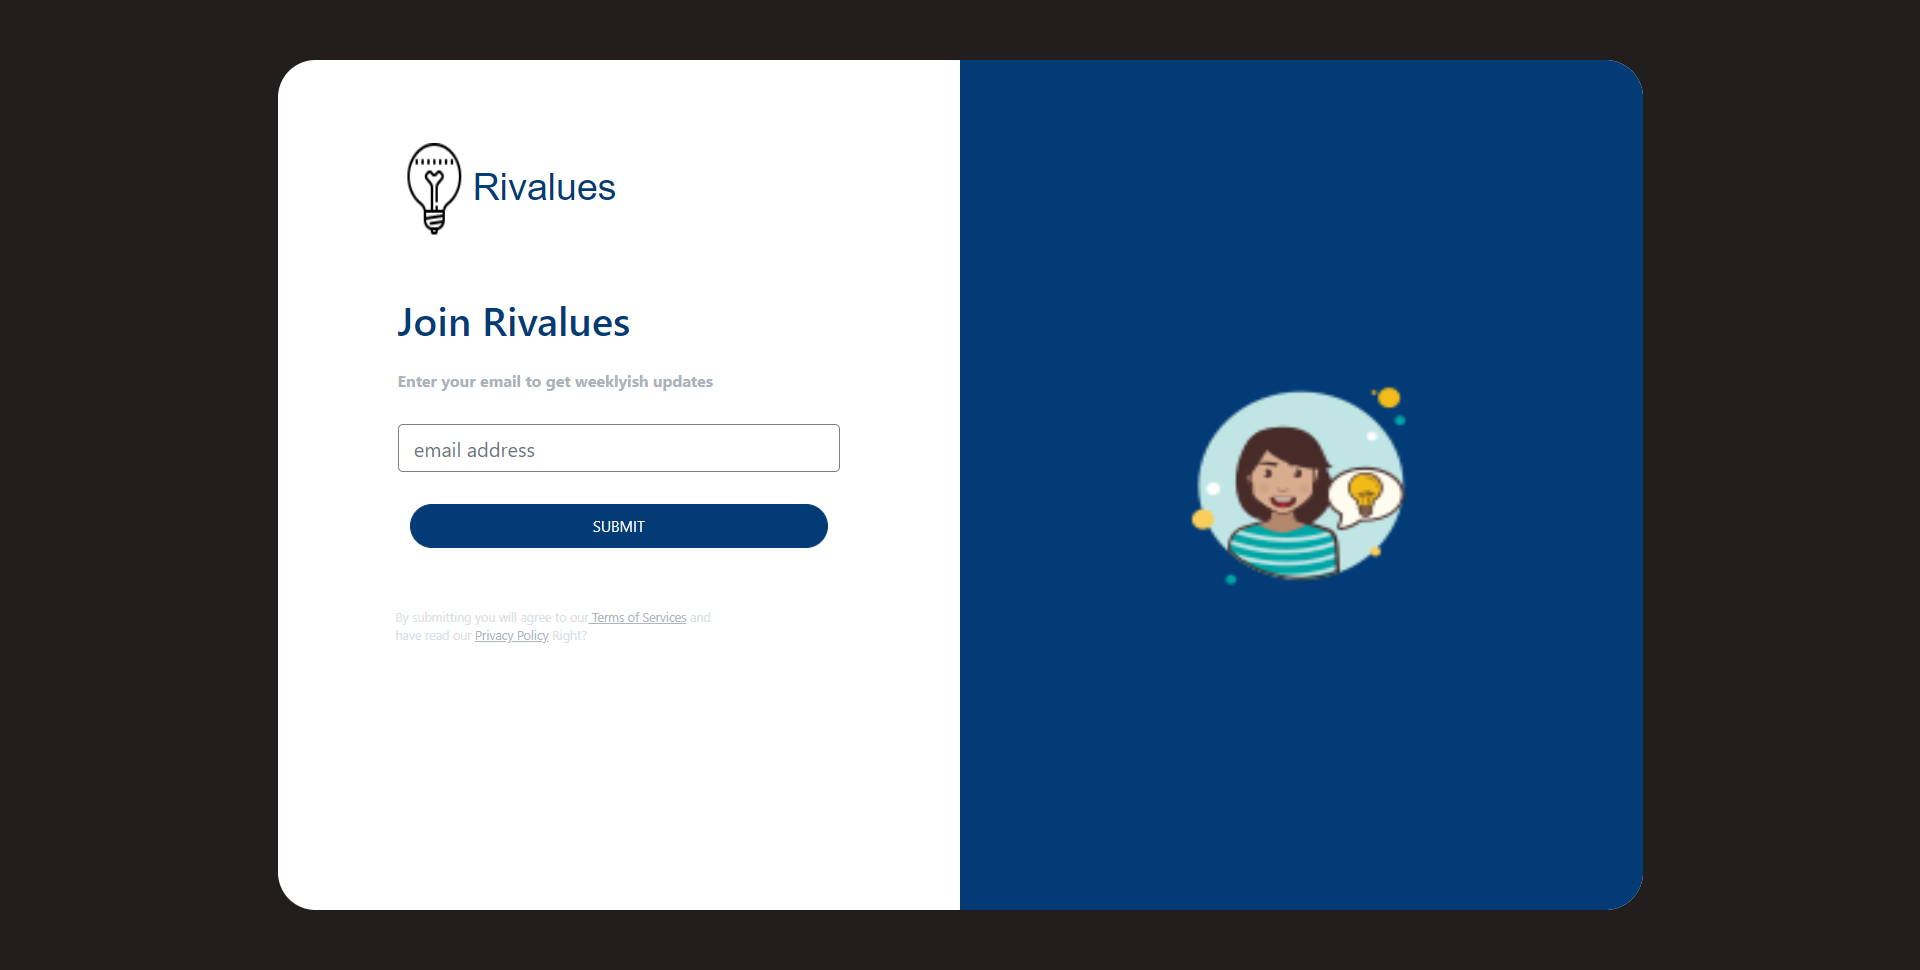 Rivalues
Join Rivalues
Enter your email to get weeklyish updates
email address
SUBMIT
By submitting you will agree to our Terms of Services and
have read our Privacy Policy Right?